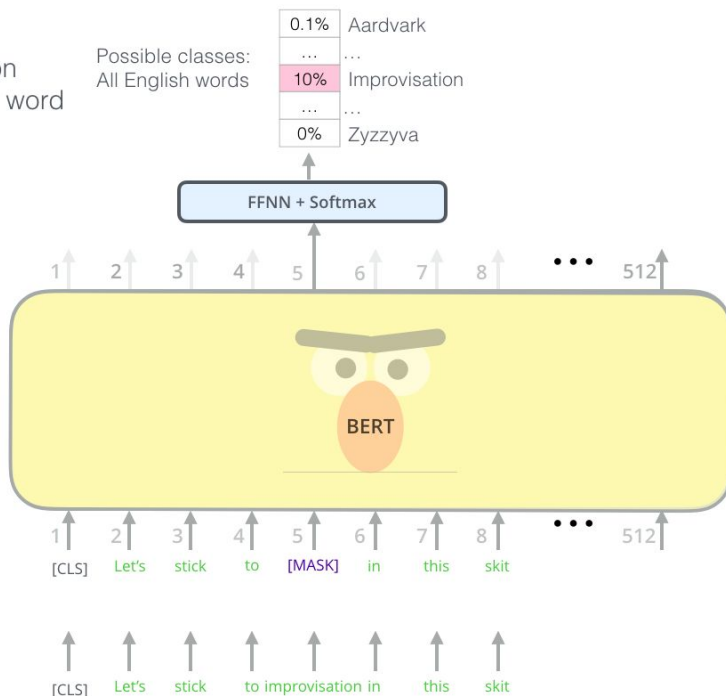 0.1% Aardvark
Possible classes: ... ...
All English words 10% Improvisation
word ... ...
0% Zyzzyva
FFNN + Softmax
1 2 3 4 5 6 7 8 ... 512
BERT
1 2 3 4 5 6 7 8 ... 512
[CLS] Let's stick to [MASK] in this skit
[CLS] Let's stick to improvisation in this skit